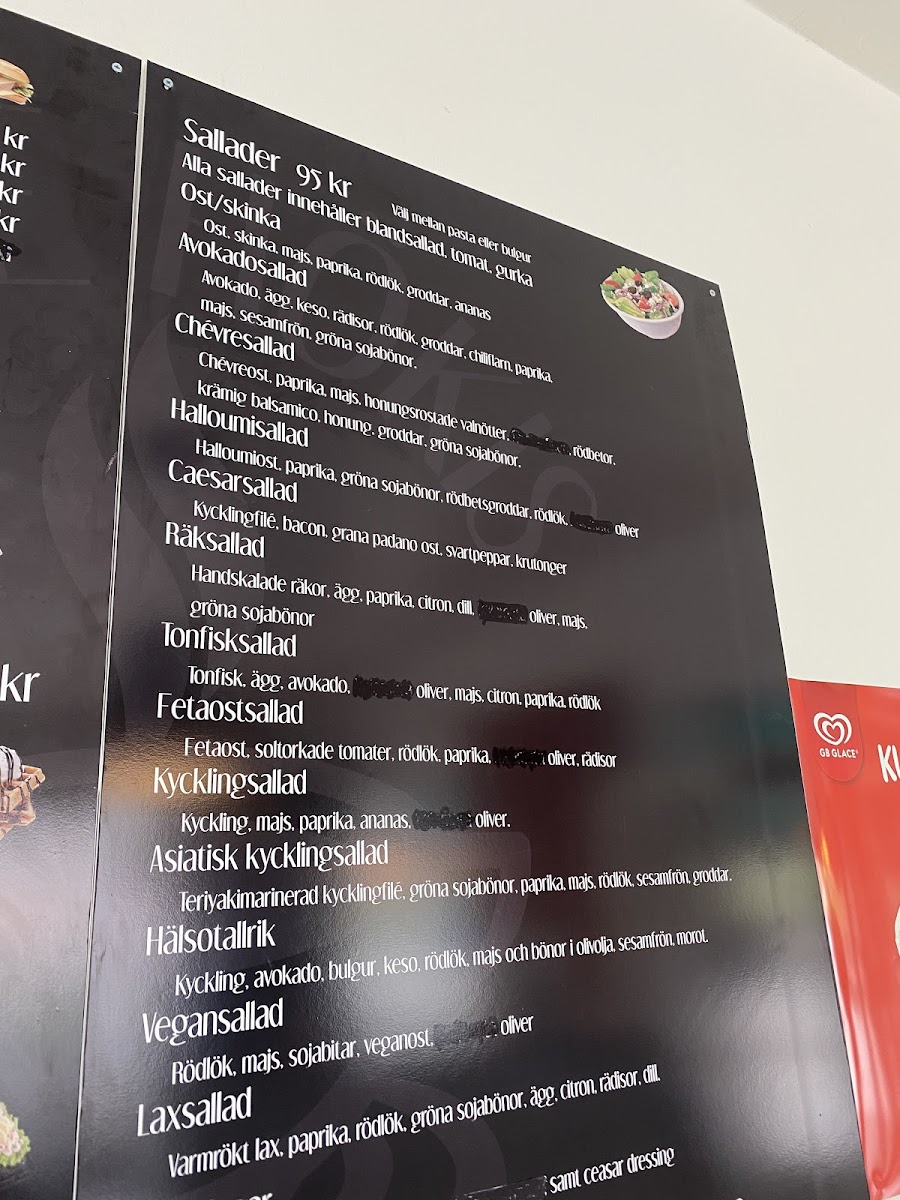 kr
kr
kr
kr
kr
Sallader 95 kr
Välj mellan pasta eller bulgur
Alla sallader innehåller blandsallad, tomat, gurka
Ost/skinka
Ost, skinka, majs, paprika, rödlök, groddar, ananas
Avokadosallad
Avokado, ägg, keso, rädisor, rödlök, groddar, chiliflarn, paprika,
majs, sesamfrön, gröna sojabönor.
Chévresallad
Chévreost, paprika, majs, honungsrostade valnötter, rödbetor,
krämig balsamico, honung, groddar, gröna sojabönor.
Halloumisallad
Halloumiost, paprika, gröna sojabönor, rödbetsgroddar, rödlök, oliver
Caesarsallad
Kycklingfilé, bacon, grana padano ost, svartpeppar, krutonger
Räksallad
Handskalade räkor, ägg, paprika, citron, dill, oliver, majs,
gröna sojabönor
Tonfisksallad
Tonfisk, ägg, avokado, oliver, majs, citron, paprika, rödlök
Fetaostsallad
Fetaost, soltorkade tomater, rödlök, paprika, oliver, rädisor
Kycklingsallad
Kyckling, majs, paprika, ananas, oliver.
Asiatisk kycklingsallad
Teriyakimarinerad kycklingfilé, gröna sojabönor, paprika, majs, rödlök, sesamfrön, groddar.
Hälsotallrik
Kyckling, avokado, bulgur, keso, rödlök, majs och bönor i olivolja, sesamfrön, morot.
Vegansallad
Rödlök, majs, sojabitar, veganost, oliver
Laxsallad
Varmrökt lax, paprika, rödlök, gröna sojabönor, ägg, citron, rädisor, dill.
samt ceasar dressing
GB GLACE